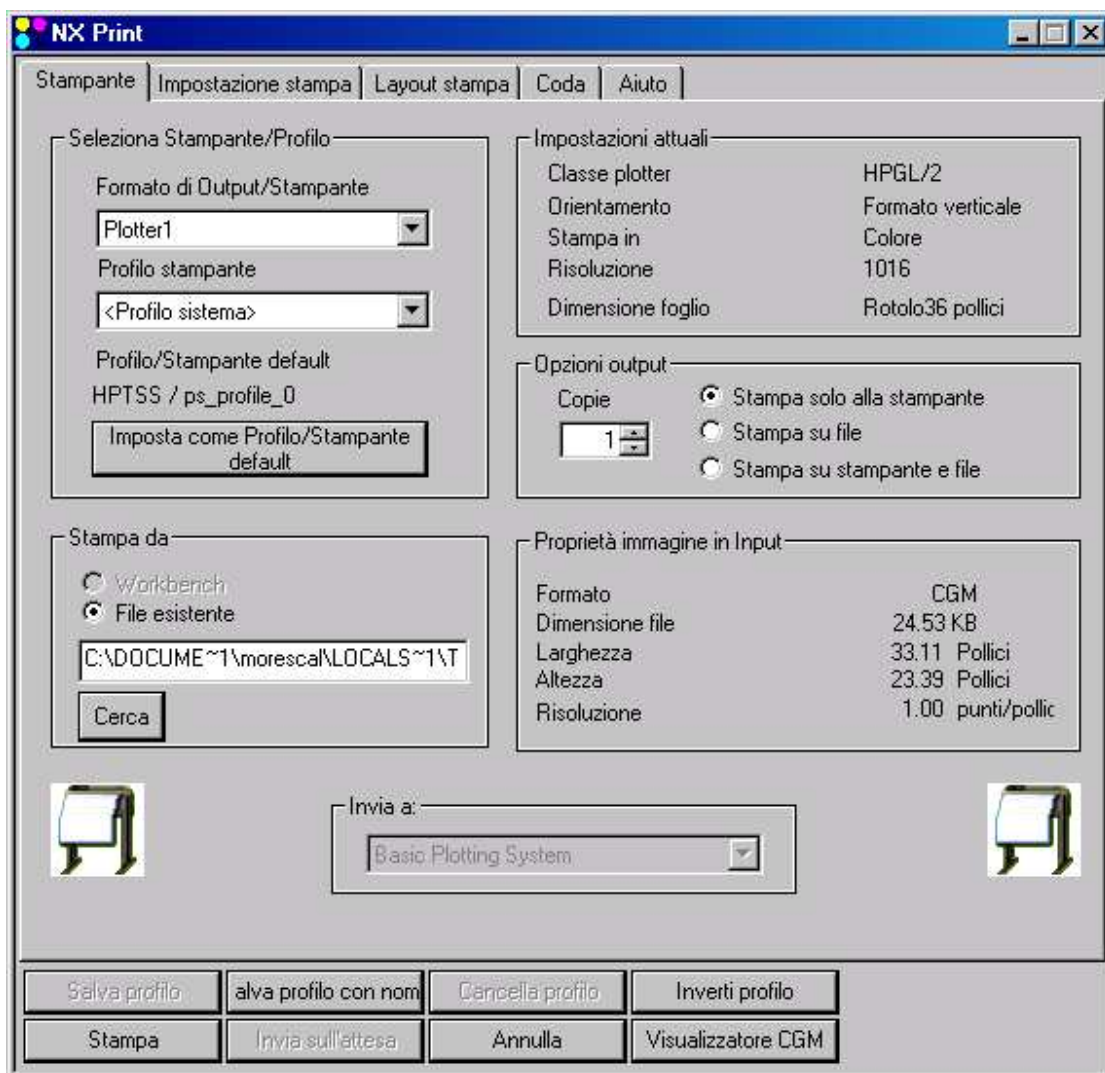 NX Print
Stampante Impostazione stampa Layout stampa Coda Aiuto
Seleziona Stampante/Profilo
Formato di Output/Stampante
Plotter1
Profilo stampante
<Profilo sistema>
Profilo/Stampante default
HPTSS / ps_profile_0
Imposta come Profilo/Stampante
default
Impostazioni attuali
Classe plotter HPGL/2
Orientamento Formato verticale
Stampa in Colore
Risoluzione 1016
Dimensione foglio Rotolo36 pollici
Opzioni output
Copie
1
Stampa solo alla stampante
Stampa su file
Stampa su stampante e file
Stampa da
Workbench
File esistente
C:\DOCUME~1\morescal\LOCALS~1\T
Cerca
Proprietà immagine in Input
Formato CGM
Dimensione file 24.53 KB
Larghezza 33.11 Pollici
Altezza 23.39 Pollici
Risoluzione 1.00 punti/pollic
Invia a:
Basic Plotting System
Salva profilo alva profilo con nom Cancella profilo Inverti profilo
Stampa Invia sull'attesa Annulla Visualizzatore CGM